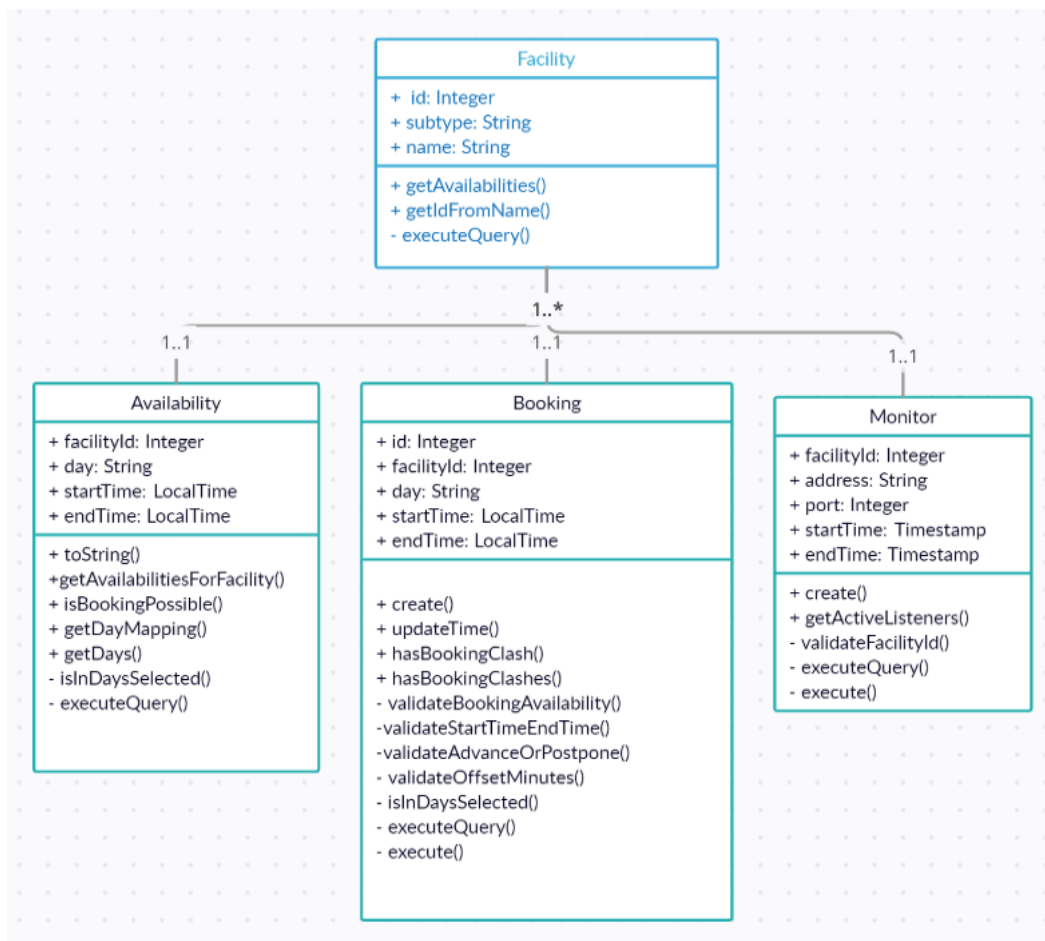 Facility
+ id: Integer
+ subtype: String
+ name: String
+ getAvailabilities()
+ getIdFromName()
- executeQuery()
1..*
1..1
1..1
1..1
Availability
+ facilityId: Integer
+ day: String
+ startTime: LocalTime
+ endTime: LocalTime
+ toString()
+getAvailabilitiesForFacility()
+ isBookingPossible()
+ getDayMapping()
+ getDays()
- isInDaysSelected()
- executeQuery()
Booking
+ id: Integer
+ facilityId: Integer
+ day: String
+ startTime: LocalTime
+ endTime: LocalTime
+ create()
+ updateTime()
+ hasBookingClash()
+ hasBookingClashes()
- validateBookingAvailability()
-validateStartTimeEndTime()
-validateAdvanceOrPostpone()
- validateOffsetMinutes()
- isInDaysSelected()
- executeQuery()
- execute()
Monitor
+ facilityId: Integer
+ address: String
+ port: Integer
+ startTime: Timestamp
+ endTime: Timestamp
+ create()
+ getActiveListeners()
- validateFacilityId()
- executeQuery()
- execute()